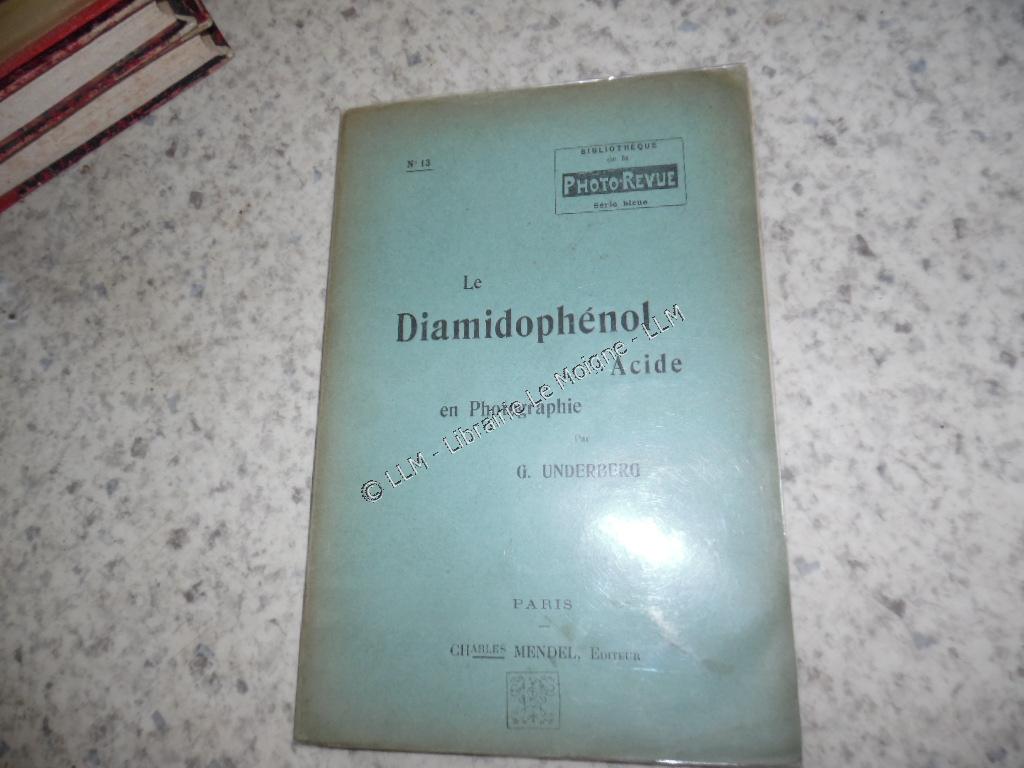 N° 13
BIBLIOTHÈQUE
de la
PHOTO-REVUE
Série bleue
Le
Diamidophénol
Acide
en Photographie
Par
G. UNDERBERG
© LLM - Librairie Le Moigne - LLM
PARIS
CHARLES MENDEL, ÉDITEUR